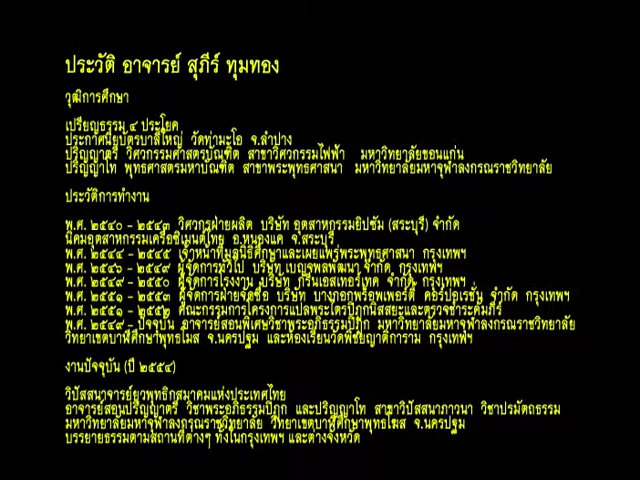 ประวัติ อาจารย์ สุภีร์ ทุมทอง
วุฒิการศึกษา
เปรียญธรรม ๔ ประโยค
ประกาศนียบัตรบาลีใหญ่ วัดท่ามะโอ จ.ลำปาง
ปริญญาตรี วิศวกรรมศาสตรบัณฑิต สาขาวิศวกรรมไฟฟ้า มหาวิทยาลัยขอนแก่น
ปริญญาโท พุทธศาสตรมหาบัณฑิต สาขาพระพุทธศาสนา มหาวิทยาลัยมหาจุฬาลงกรณราชวิทยาลัย
ประวัติการทำงาน
พ.ศ. ๒๕๔๐ - ๒๕๔๓ วิศวกรฝ่ายผลิต บริษัท อุตสาหกรรมยิปซัม (สระบุรี) จำกัด
นิคมอุตสาหกรรมเครือซิเมนต์ไทย อ.หนองแค จ.สระบุรี
พ.ศ. ๒๕๔๔ - ๒๕๔๕ เจ้าหน้าที่มูลนิธิศึกษาและเผยแพร่พระพุทธศาสนา กรุงเทพฯ
พ.ศ. ๒๕๔๖ - ๒๕๔๙ ผู้จัดการทั่วไป บริษัท เบญจพลพัฒนา จำกัด กรุงเทพฯ
พ.ศ. ๒๕๔๙ - ๒๕๕๐ ผู้จัดการโรงงาน บริษัท กรีนเอสเทอร์เทค จำกัด กรุงเทพฯ
พ.ศ. ๒๕๕๑ - ๒๕๕๓ ผู้จัดการฝ่ายจัดซื้อ บริษัท บางกอกพร็อพเพอร์ตี้ คอร์ปอเรชั่น จำกัด กรุงเทพฯ
พ.ศ. ๒๕๕๑ - ๒๕๕๒ คณะกรรมการโครงการแปลพระไตรปิฎกนิสสยะและตรวจชำระคัมภีร์
พ.ศ. ๒๕๔๙ - ปัจจุบัน อาจารย์สอนพิเศษวิชาพระอภิธรรมปิฎก มหาวิทยาลัยมหาจุฬาลงกรณราชวิทยาลัย
วิทยาเขตบาฬีศึกษาพุทธโฆส จ.นครปฐม และห้องเรียนวัดพิชยญาติการาม กรุงเทพฯ
งานปัจจุบัน (ปี ๒๕๕๔)
วิปัสสนาจารย์ยุวพุทธิกสมาคมแห่งประเทศไทย
อาจารย์สอนปริญญาตรี วิชาพระอภิธรรมปิฎก และปริญญาโท สาขาวิปัสสนาภาวนา วิชาปรมัตถธรรม
มหาวิทยาลัยมหาจุฬาลงกรณราชวิทยาลัย วิทยาเขตบาฬีศึกษาพุทธโฆส จ.นครปฐม
บรรยายธรรมตามสถานที่ต่างๆ ทั้งในกรุงเทพฯ และต่างจังหวัด